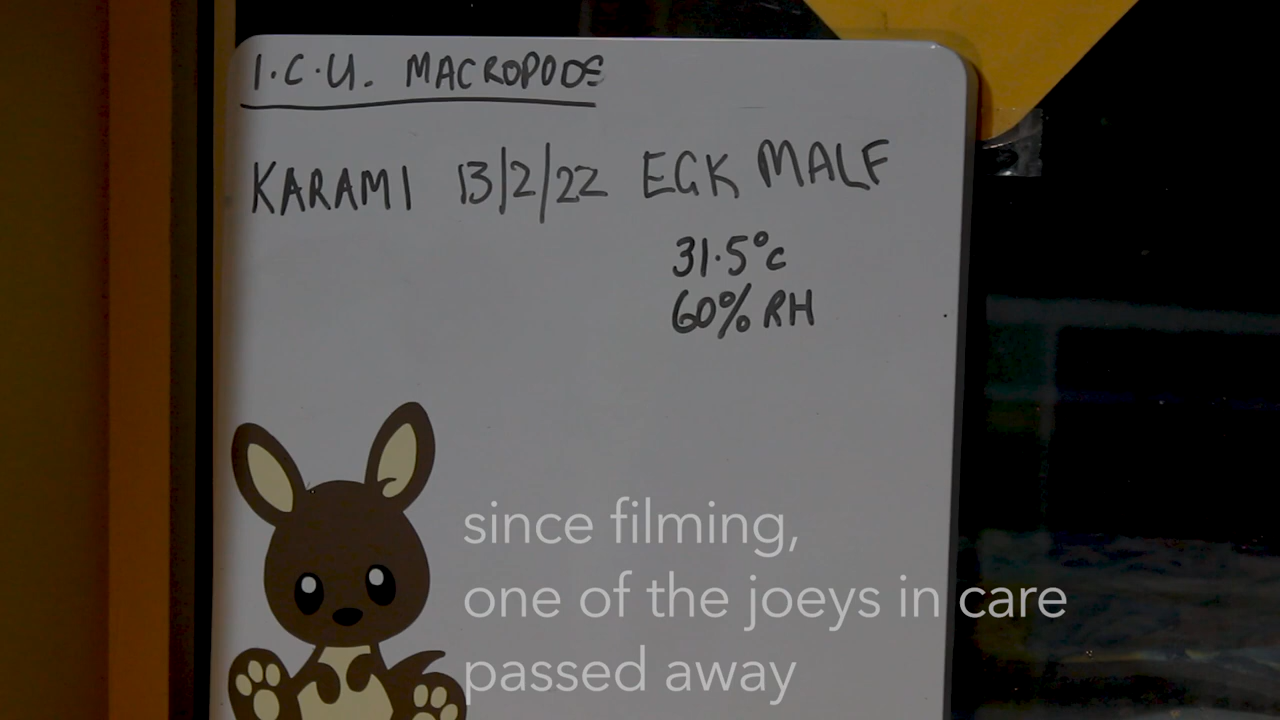 I.C.U. MACROPODS
KARAMI 13/2/22 EGK MALE
31.5°c
60% RH
since filming,
one of the joeys in care
passed away